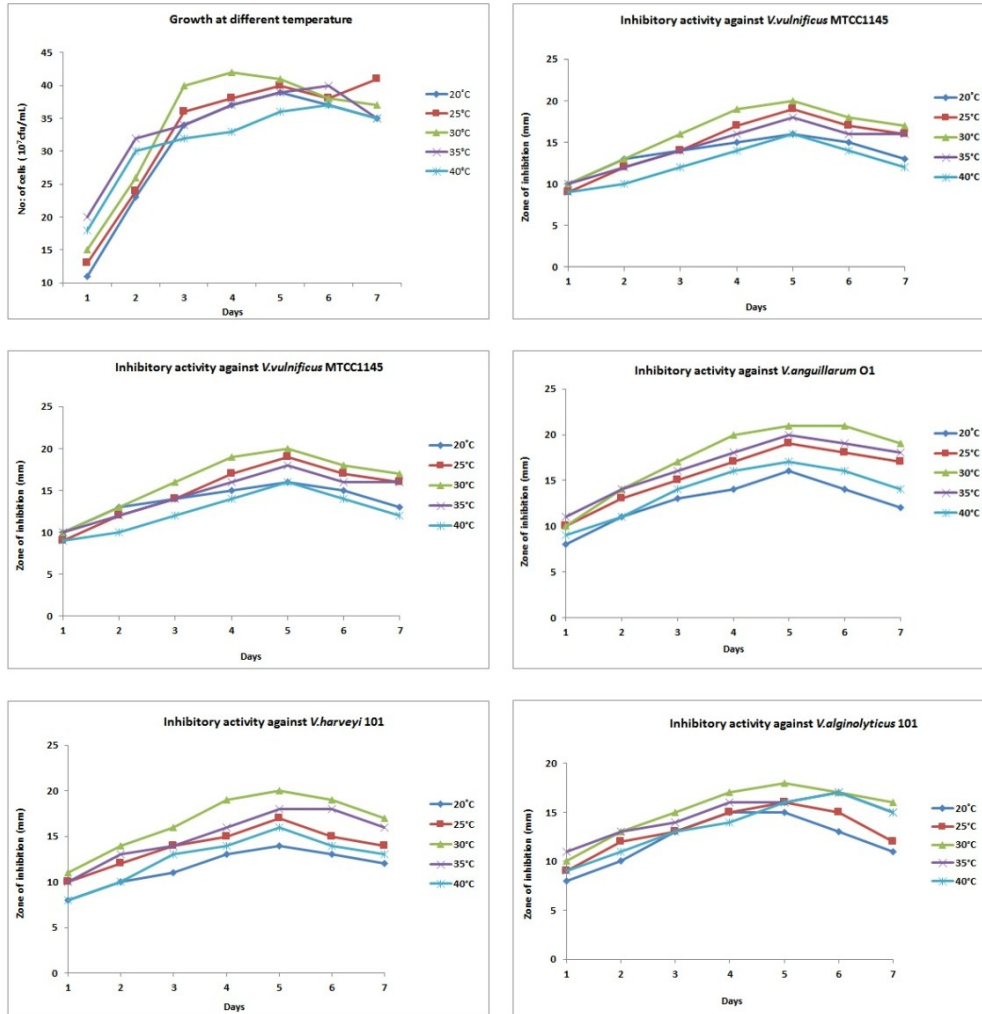 Growth at different temperature
No: of cells ( 10⁷cfu/mL)
45
40
35
30
25
20
15
10
1 2 3 4 5 6 7
Days
20˚C
25°C
30°C
35°C
40°C
Inhibitory activity against V.vulnificus MTCC1145
Zone of inhibition (mm)
25
20
15
10
5
0
1 2 3 4 5 6 7
Days
20˚C
25°C
30°C
35°C
40°C
Inhibitory activity against V.vulnificus MTCC1145
Zone of inhibition (mm)
25
20
15
10
5
0
1 2 3 4 5 6 7
Days
20˚C
25°C
30°C
35°C
40°C
Inhibitory activity against V.anguillarum O1
Zone of inhibition (mm)
25
20
15
10
5
0
1 2 3 4 5 6 7
Days
20˚C
25°C
30°C
35°C
40°C
Inhibitory activity against V.harveyi 101
Zone of inhibition (mm)
25
20
15
10
5
0
1 2 3 4 5 6 7
Days
20˚C
25°C
30°C
35°C
40°C
Inhibitory activity against V.alginolyticus 101
Zone of inhibition (mm)
20
15
10
5
0
1 2 3 4 5 6 7
Days
20˚C
25°C
30°C
35°C
40°C